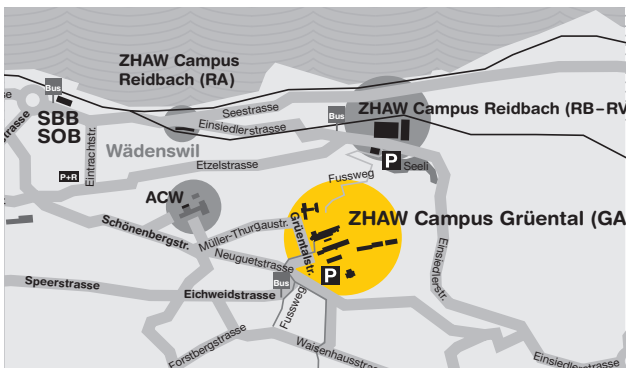 ZHAW Campus
Reidbach (RA)
Bus
SBB
SOB
Seestrasse
Einsiedlerstrasse
Bus
ZHAW Campus Reidbach (RB–RV
Eintrachtstr.
Wädenswil
P+R
Etzelstrasse
P
Seeli
Fussweg
ACW
Schönenbergstr.
Müller-Thurgaustr.
Grüentalstr.
ZHAW Campus Grüental (GA
Neuguetstrasse
Einsiedlerstr.
P
Bus
Speerstrasse
Eichweidstrasse
Fussweg
Forstbergstrasse
Waisenhausstrasse
Einsiedlerstr